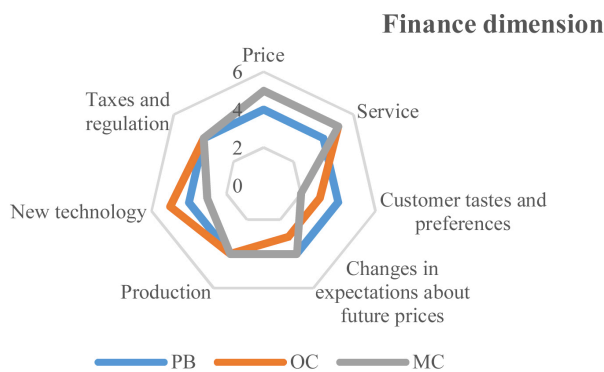 Finance dimension
Price
6
4
2
0
Taxes and
regulation
Service
New technology
Customer tastes and
preferences
Production
Changes in
expectations about
future prices
PB
OC
MC